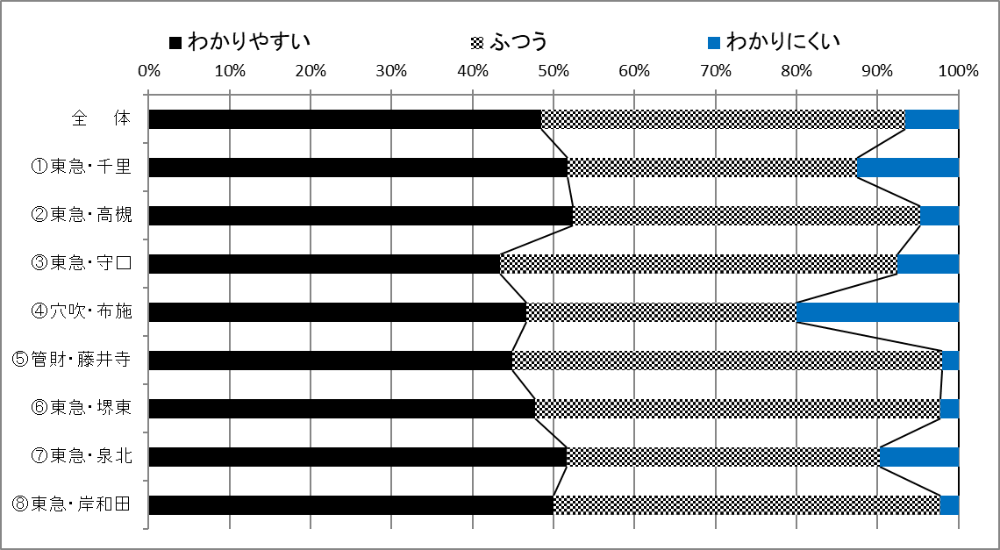 わかりやすい ふつう わかりにくい
0% 10% 20% 30% 40% 50% 60% 70% 80% 90% 100%
全 体
①東急・千里
②東急・高槻
③東急・守口
④穴吹・布施
⑤管財・藤井寺
⑥東急・堺東
⑦東急・泉北
⑧東急・岸和田